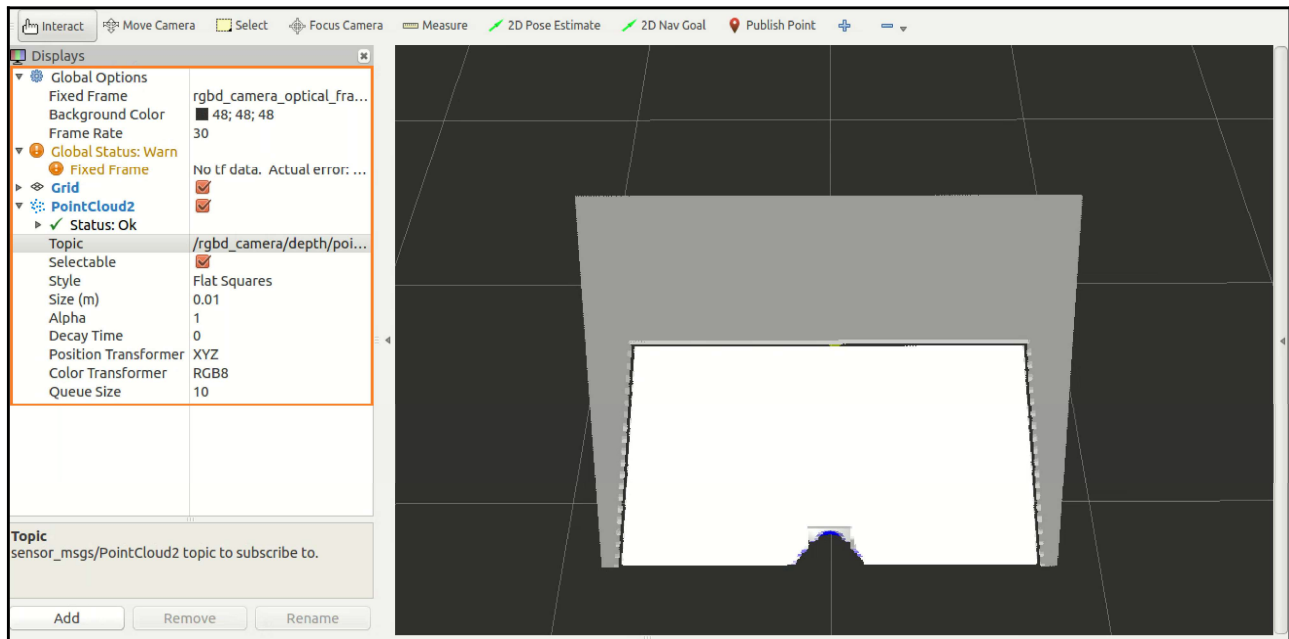 Interact Move Camera Select Focus Camera Measure 2D Pose Estimate 2D Nav Goal Publish Point
Displays
Global Options
Fixed Frame rgbd_camera_optical_fra...
Background Color 48; 48; 48
Frame Rate 30
Global Status: Warn
Fixed Frame No tf data. Actual error: ...
Grid
PointCloud2
Status: Ok
Topic /rgbd_camera/depth/poi...
Selectable
Style Flat Squares
Size (m) 0.01
Alpha 1
Decay Time 0
Position Transformer XYZ
Color Transformer RGB8
Queue Size 10
Topic
sensor_msgs/PointCloud2 topic to subscribe to.
Add Remove Rename